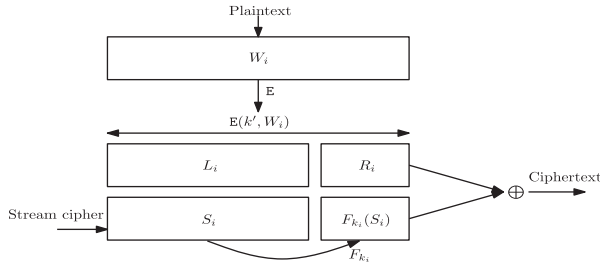 Plaintext
W_i
E
E(k′, W_i)
L_i
R_i
Ciphertext
⊕
Stream cipher
S_i
F_{k_i}(S_i)
F_{k_i}